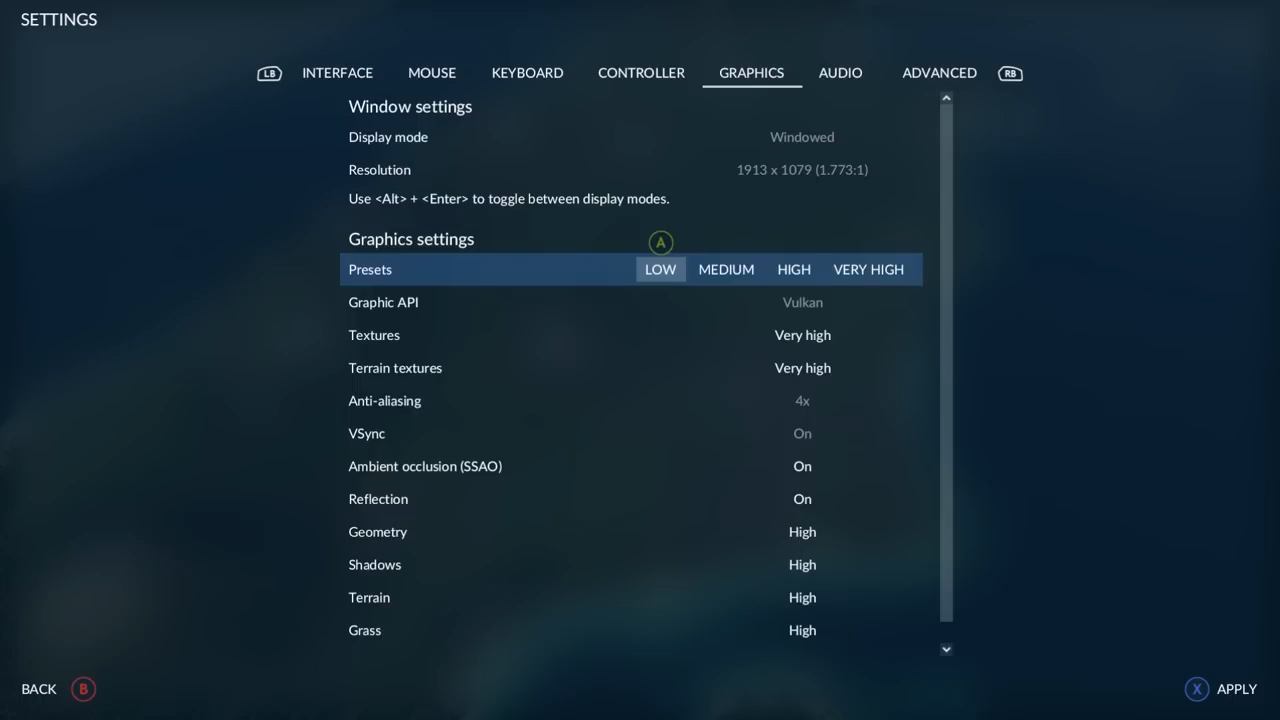 SETTINGS
LB INTERFACE MOUSE KEYBOARD CONTROLLER GRAPHICS AUDIO ADVANCED RB
Window settings
Display mode Windowed
Resolution 1913 x 1079 (1.773:1)
Use <Alt> + <Enter> to toggle between display modes.
Graphics settings
A
Presets LOW MEDIUM HIGH VERY HIGH
Graphic API Vulkan
Textures Very high
Terrain textures Very high
Anti-aliasing 4x
VSync On
Ambient occlusion (SSAO) On
Reflection On
Geometry High
Shadows High
Terrain High
Grass High
BACK B
X APPLY